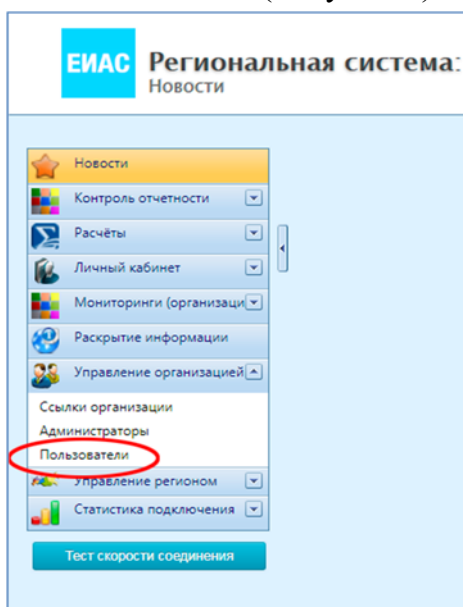 ЕИАС
Региональная система:
Новости
Новости
Контроль отчетности
Расчёты
Личный кабинет
Мониторинги (организаци
Раскрытие информации
Управление организацией
Ссылки организации
Администраторы
Пользователи
Управление регионом
Статистика подключения
Тест скорости соединения